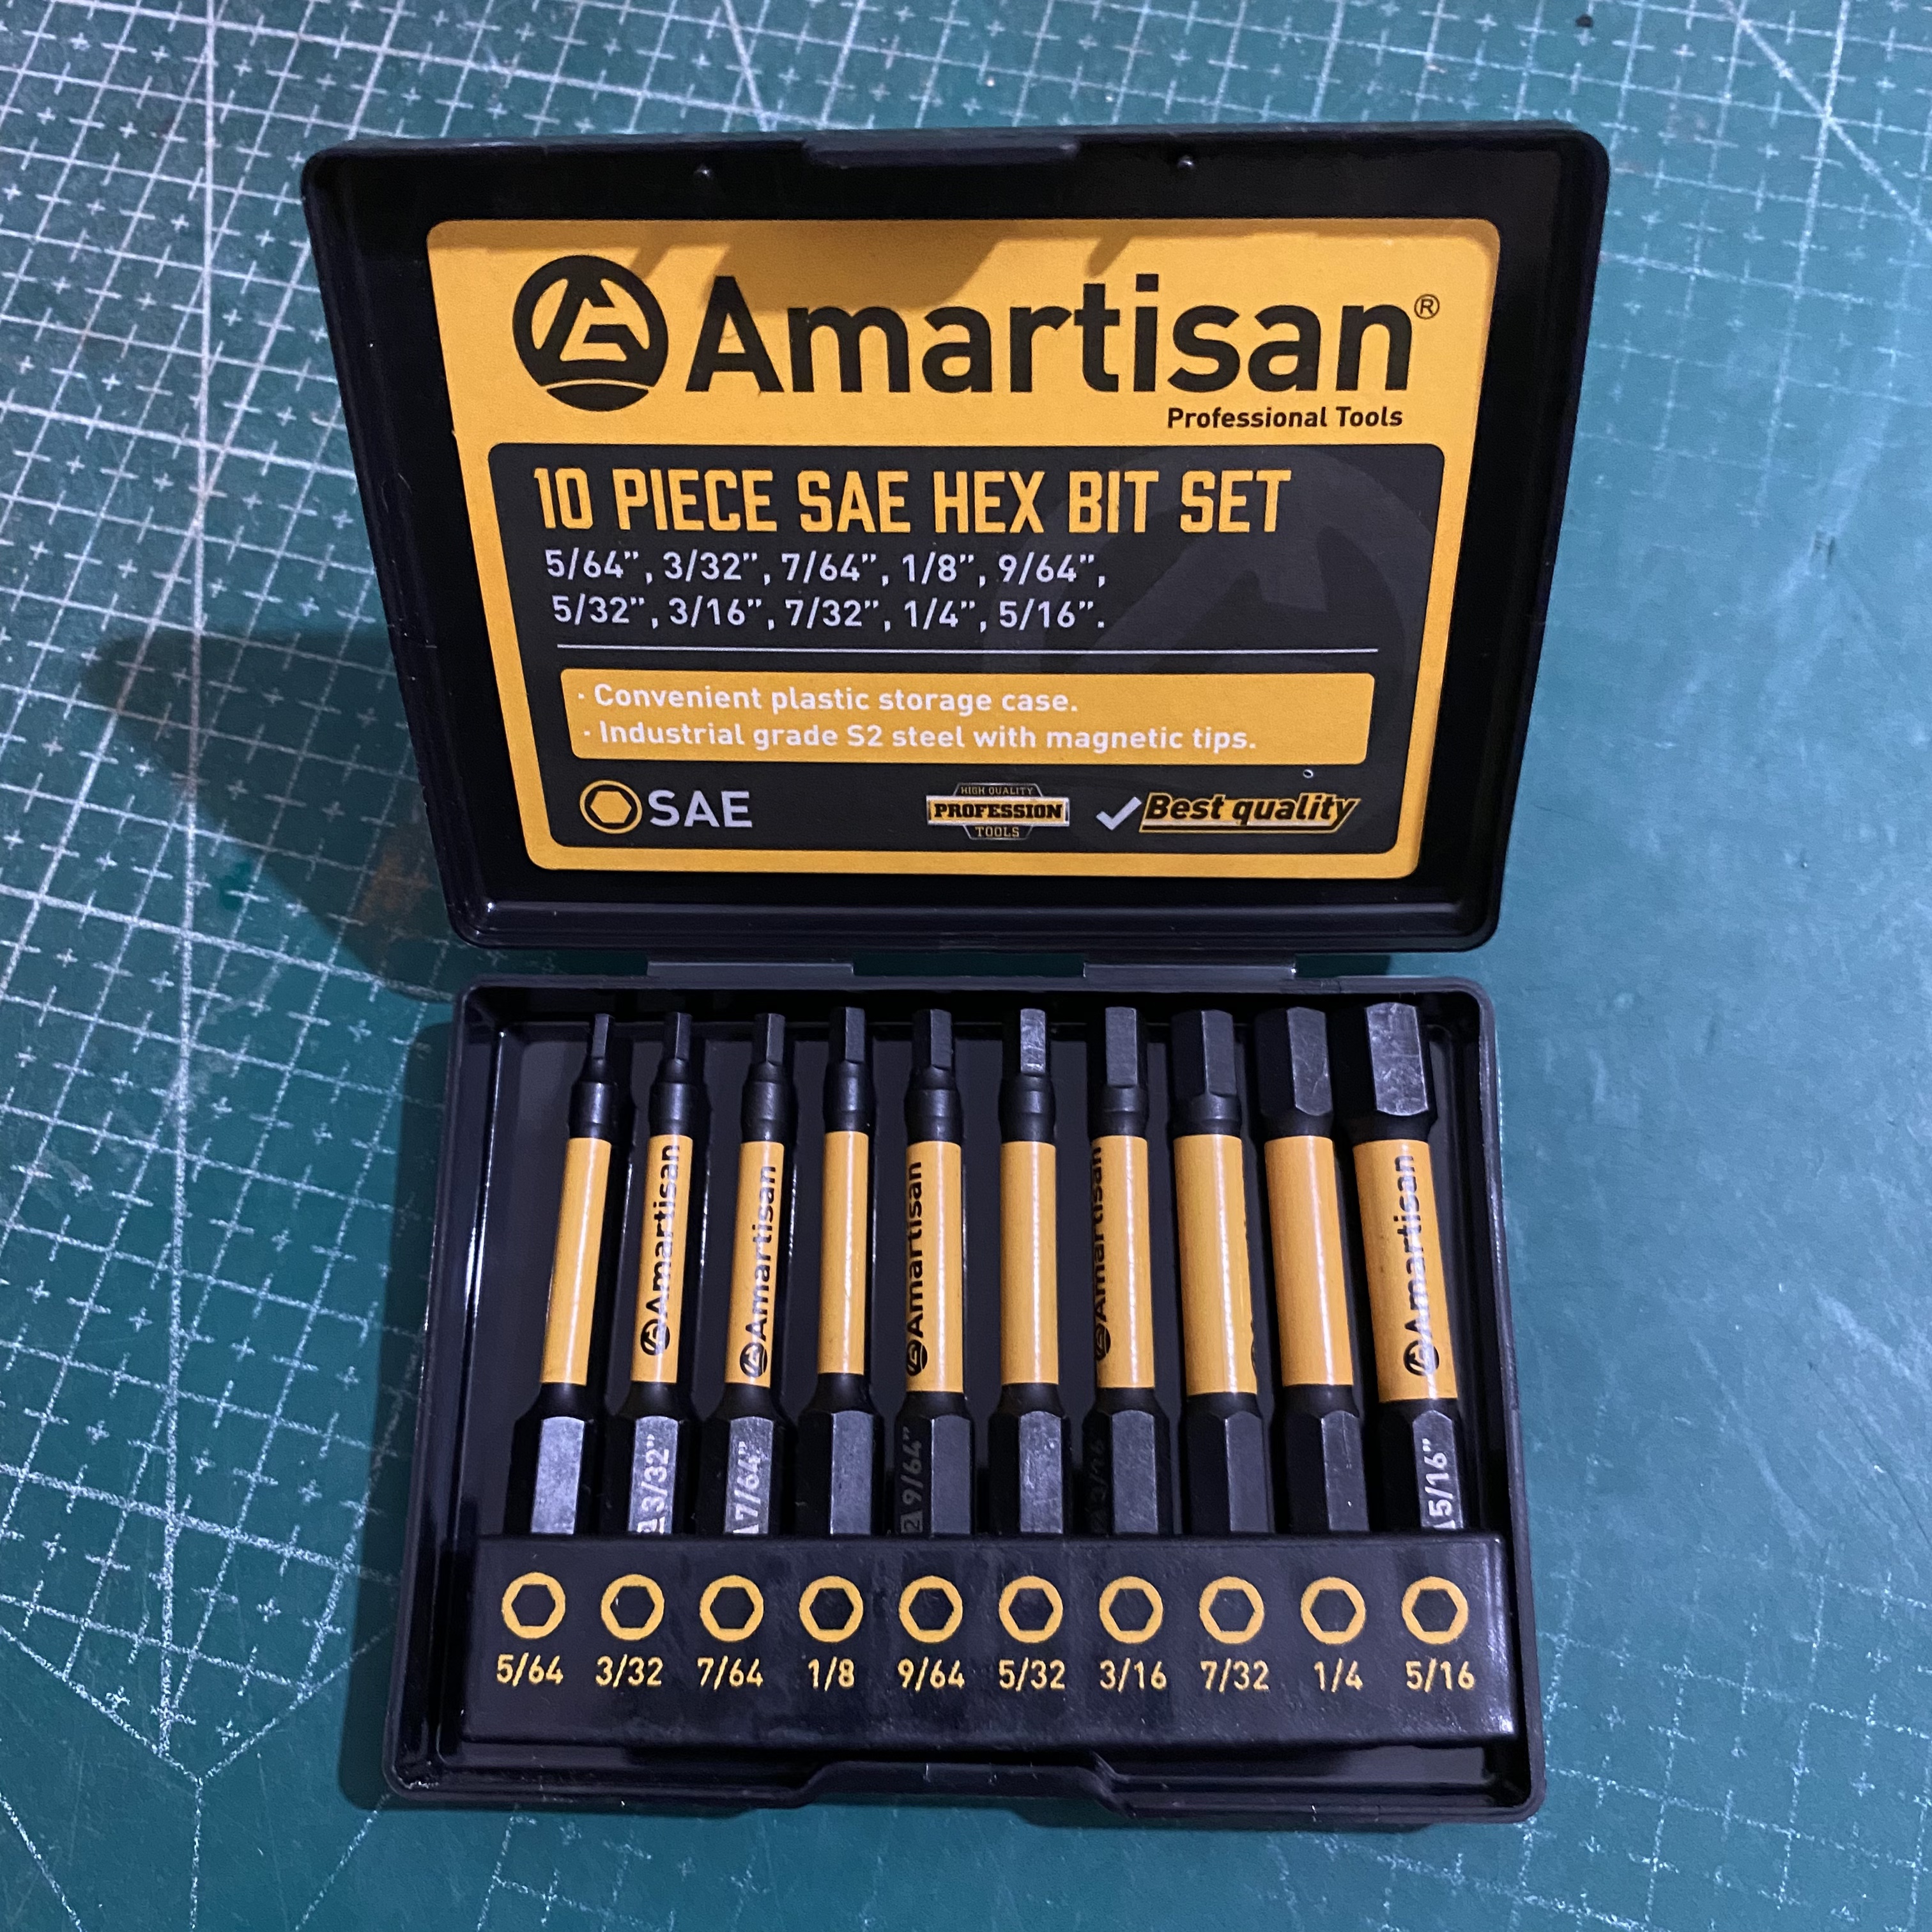 Amartisan®
Professional Tools
10 PIECE SAE HEX BIT SET
5/64”, 3/32”, 7/64”, 1/8”, 9/64”,
5/32”, 3/16”, 7/32”, 1/4”, 5/16”.
· Convenient plastic storage case.
· Industrial grade S2 steel with magnetic tips.
SAE
HIGH QUALITY
PROFESSION
TOOLS
Best quality
Amartisan
Amartisan
Amartisan
Amartisan
Amartisan
3/32”
7/64”
9/64”
3/16
5/16”
5/64 3/32 7/64 1/8 9/64 5/32 3/16 7/32 1/4 5/16